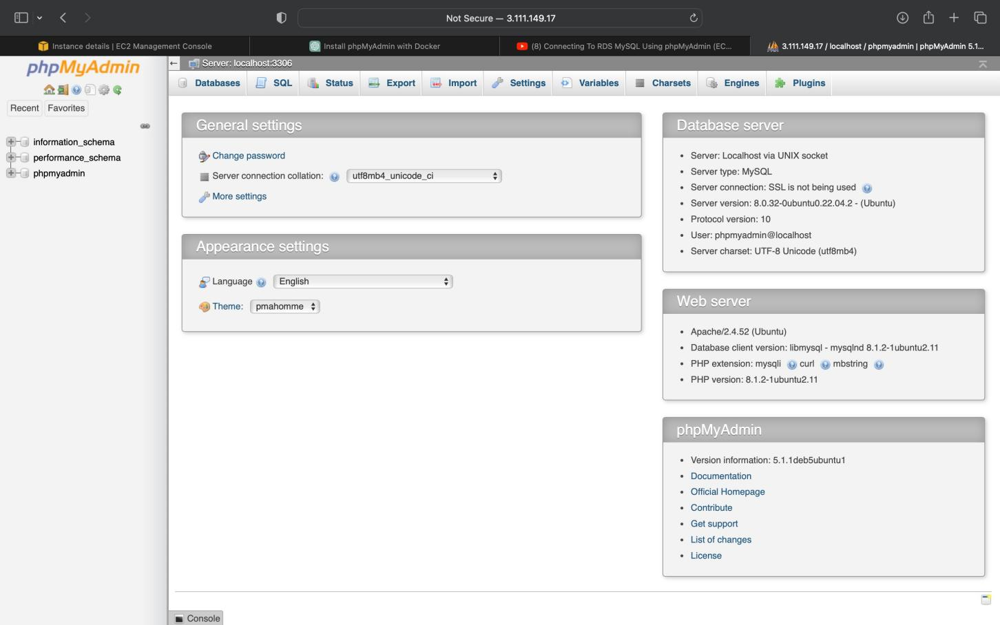 Not Secure — 3.111.149.17
Instance details | EC2 Management Console
Install phpMyAdmin with Docker
(8) Connecting To RDS MySQL Using phpMyAdmin (EC...
3.111.149.17 / localhost / phpmyadmin | phpMyAdmin 5.1...
phpMyAdmin
Recent
Favorites
information_schema
performance_schema
phpmyadmin
Server: localhost:3306
Databases
SQL
Status
Export
Import
Settings
Variables
Charsets
Engines
Plugins
General settings
Change password
Server connection collation:
utf8mb4_unicode_ci
More settings
Appearance settings
Language
English
Theme:
pmahomme
Database server
Server: Localhost via UNIX socket
Server type: MySQL
Server connection: SSL is not being used
Server version: 8.0.32-0ubuntu0.22.04.2 - (Ubuntu)
Protocol version: 10
User: phpmyadmin@localhost
Server charset: UTF-8 Unicode (utf8mb4)
Web server
Apache/2.4.52 (Ubuntu)
Database client version: libmysql - mysqlnd 8.1.2-1ubuntu2.11
PHP extension: mysqli curl mbstring
PHP version: 8.1.2-1ubuntu2.11
phpMyAdmin
Version information: 5.1.1deb5ubuntu1
Documentation
Official Homepage
Contribute
Get support
List of changes
License
Console